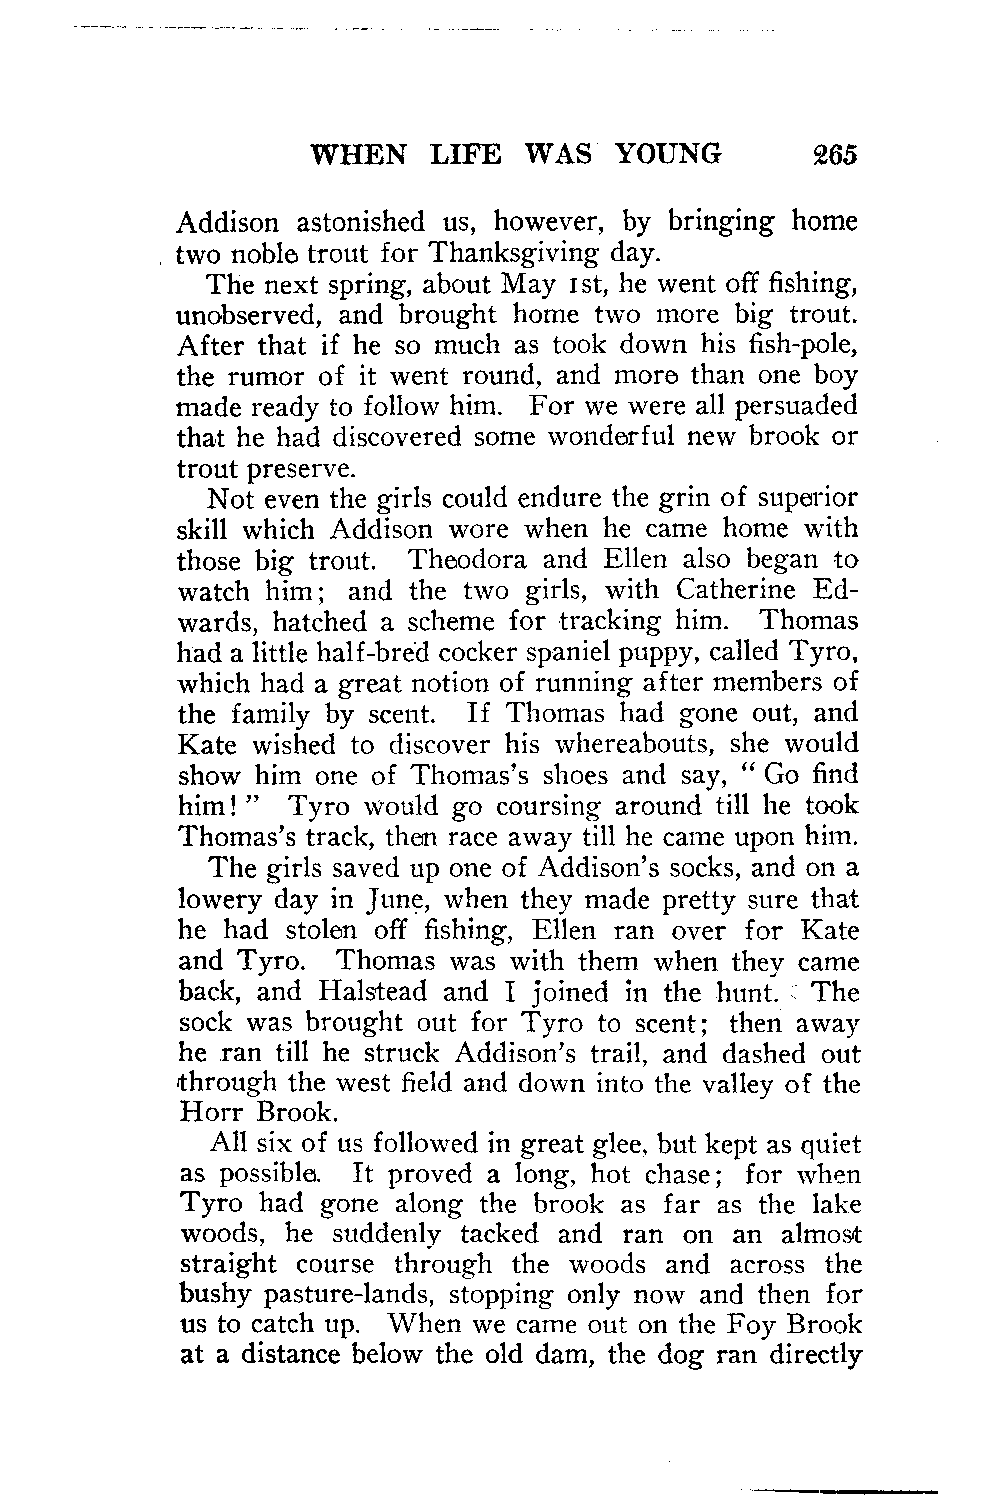 WHEN LIFE WAS YOUNG 265
Addison astonished us, however, by bringing home
two noble trout for Thanksgiving day.
The next spring, about May 1st, he went off fishing,
unobserved, and brought home two more big trout.
After that if he so much as took down his fish-pole,
the rumor of it went round, and more than one boy
made ready to follow him. For we were all persuaded
that he had discovered some wonderful new brook or
trout preserve.
Not even the girls could endure the grin of superior
skill which Addison wore when he came home with
those big trout. Theodora and Ellen also began to
watch him; and the two girls, with Catherine Ed-
wards, hatched a scheme for tracking him. Thomas
had a little half-bred cocker spaniel puppy, called Tyro,
which had a great notion of running after members of
the family by scent. If Thomas had gone out, and
Kate wished to discover his whereabouts, she would
show him one of Thomas's shoes and say, " Go find
him! " Tyro would go coursing around till he took
Thomas's track, then race away till he came upon him.
The girls saved up one of Addison's socks, and on a
lowery day in June, when they made pretty sure that
he had stolen off fishing, Ellen ran over for Kate
and Tyro. Thomas was with them when they came
back, and Halstead and I joined in the hunt. The
sock was brought out for Tyro to scent; then away
he ran till he struck Addison's trail, and dashed out
through the west field and down into the valley of the
Horr Brook.
All six of us followed in great glee, but kept as quiet
as possible. It proved a long, hot chase; for when
Tyro had gone along the brook as far as the lake
woods, he suddenly tacked and ran on an almost
straight course through the woods and across the
bushy pasture-lands, stopping only now and then for
us to catch up. When we came out on the Foy Brook
at a distance below the old dam, the dog ran directly